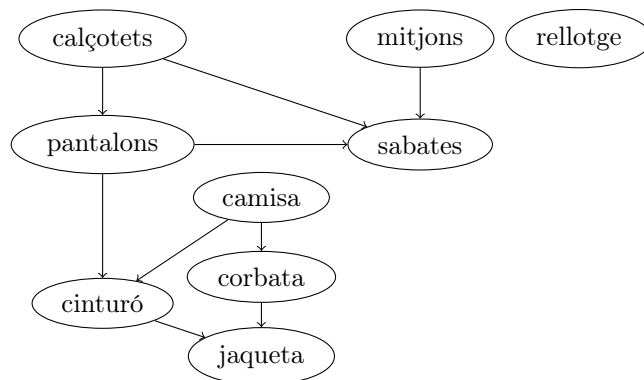 calçotets
mitjons
rellotge
pantalons
sabates
camisa
corbata
cinturó
jaqueta